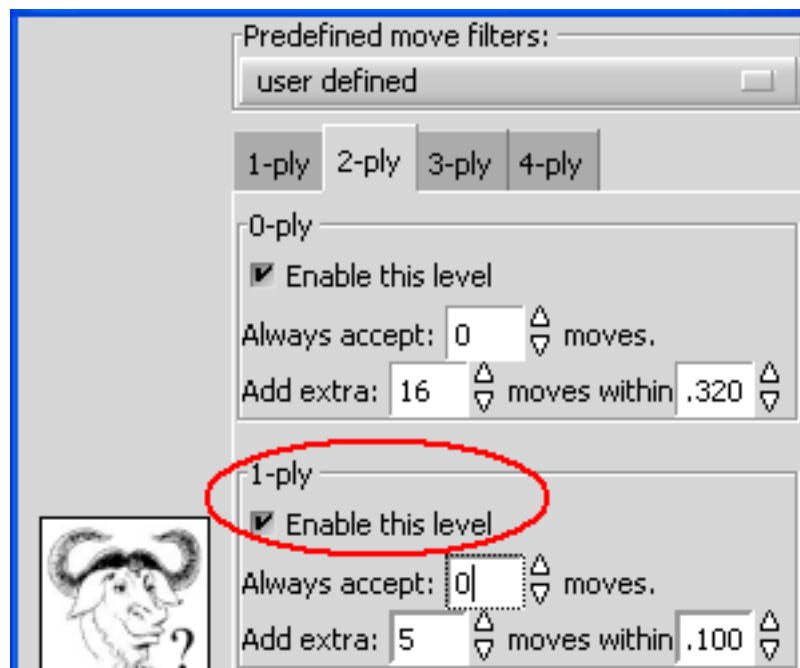 Predefined move filters:
user defined
1-ply 2-ply 3-ply 4-ply
0-ply
Enable this level
Always accept: 0 moves.
Add extra: 16 moves within .320
1-ply
Enable this level
Always accept: 0 moves.
Add extra: 5 moves within .100
?